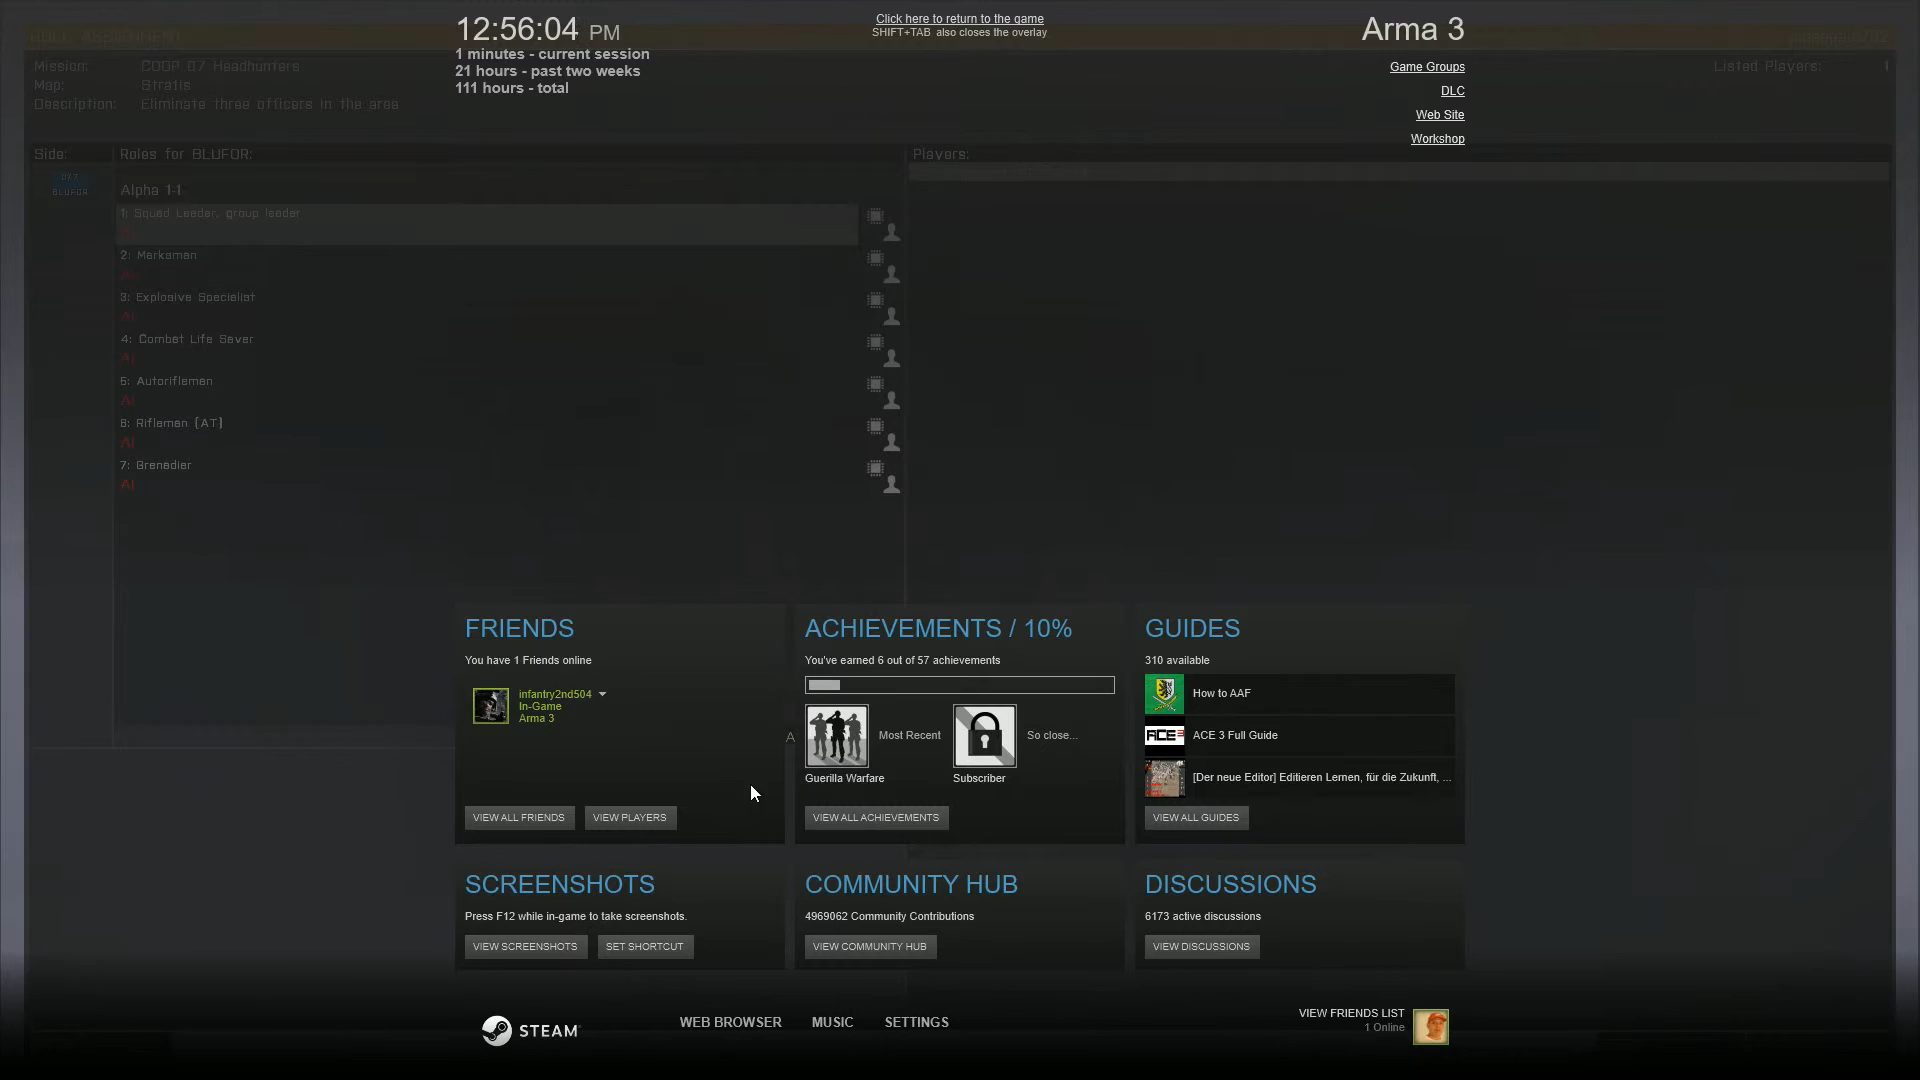 12:56:04 PM
1 minutes - current session
21 hours - past two weeks
111 hours - total
Click here to return to the game
SHIFT+TAB also closes the overlay
Arma 3
Game Groups
DLC
Web Site
Workshop
ROLE ASSIGNMENT
Mission: COOP 07 Headhunters
Map: Stratis
Description: Eliminate three officers in the area
Listed Players: 1
Side:
Roles for BLUFOR:
Players:
0/7
BLUFOR
Alpha 1-1
1: Squad Leader, group leader
AI
2: Marksman
AI
3: Explosive Specialist
AI
4: Combat Life Saver
AI
5: Autorifleman
AI
6: Rifleman (AT)
AI
7: Grenadier
AI
FRIENDS
You have 1 Friends online
infantry2nd504
In-Game
Arma 3
VIEW ALL FRIENDS
VIEW PLAYERS
A
ACHIEVEMENTS / 10%
You've earned 6 out of 57 achievements
Most Recent
So close...
Guerilla Warfare
Subscriber
VIEW ALL ACHIEVEMENTS
GUIDES
310 available
How to AAF
ACE3
ACE 3 Full Guide
[Der neue Editor] Editieren Lernen, für die Zukunft, ...
VIEW ALL GUIDES
SCREENSHOTS
Press F12 while in-game to take screenshots.
VIEW SCREENSHOTS
SET SHORTCUT
COMMUNITY HUB
4969062 Community Contributions
VIEW COMMUNITY HUB
DISCUSSIONS
6173 active discussions
VIEW DISCUSSIONS
STEAM
WEB BROWSER
MUSIC
SETTINGS
VIEW FRIENDS LIST
1 Online